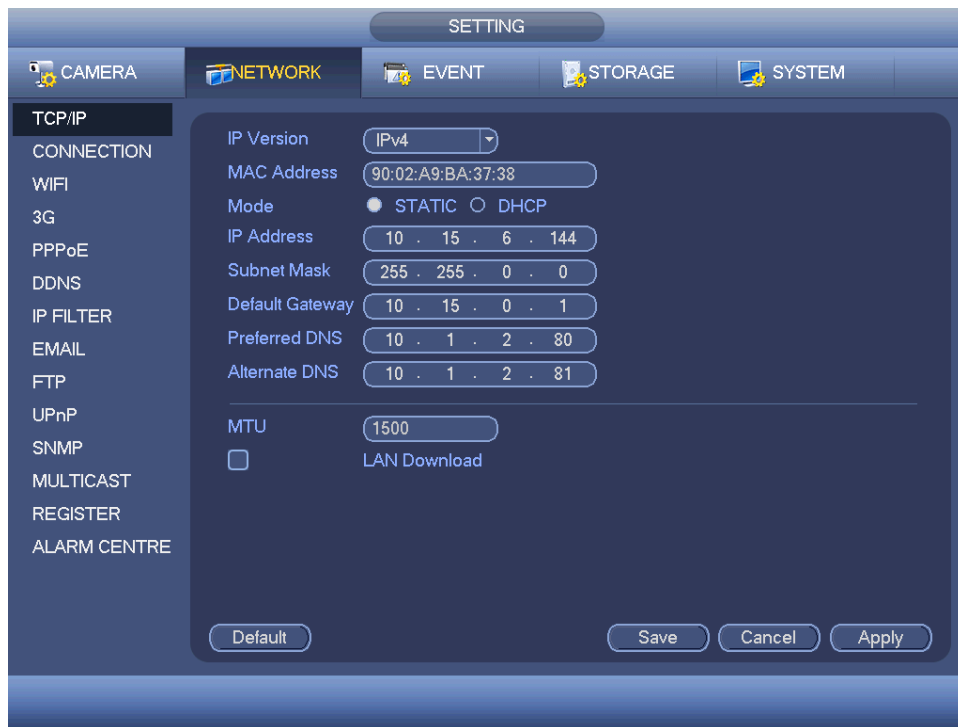 SETTING
CAMERA NETWORK EVENT STORAGE SYSTEM
TCP/IP
CONNECTION
WIFI
3G
PPPoE
DDNS
IP FILTER
EMAIL
FTP
UPnP
SNMP
MULTICAST
REGISTER
ALARM CENTRE
IP Version IPv4
MAC Address 90:02:A9:BA:37:38
Mode STATIC DHCP
IP Address 10 . 15 . 6 . 144
Subnet Mask 255 . 255 . 0 . 0
Default Gateway 10 . 15 . 0 . 1
Preferred DNS 10 . 1 . 2 . 80
Alternate DNS 10 . 1 . 2 . 81
MTU 1500
LAN Download
Default Save Cancel Apply